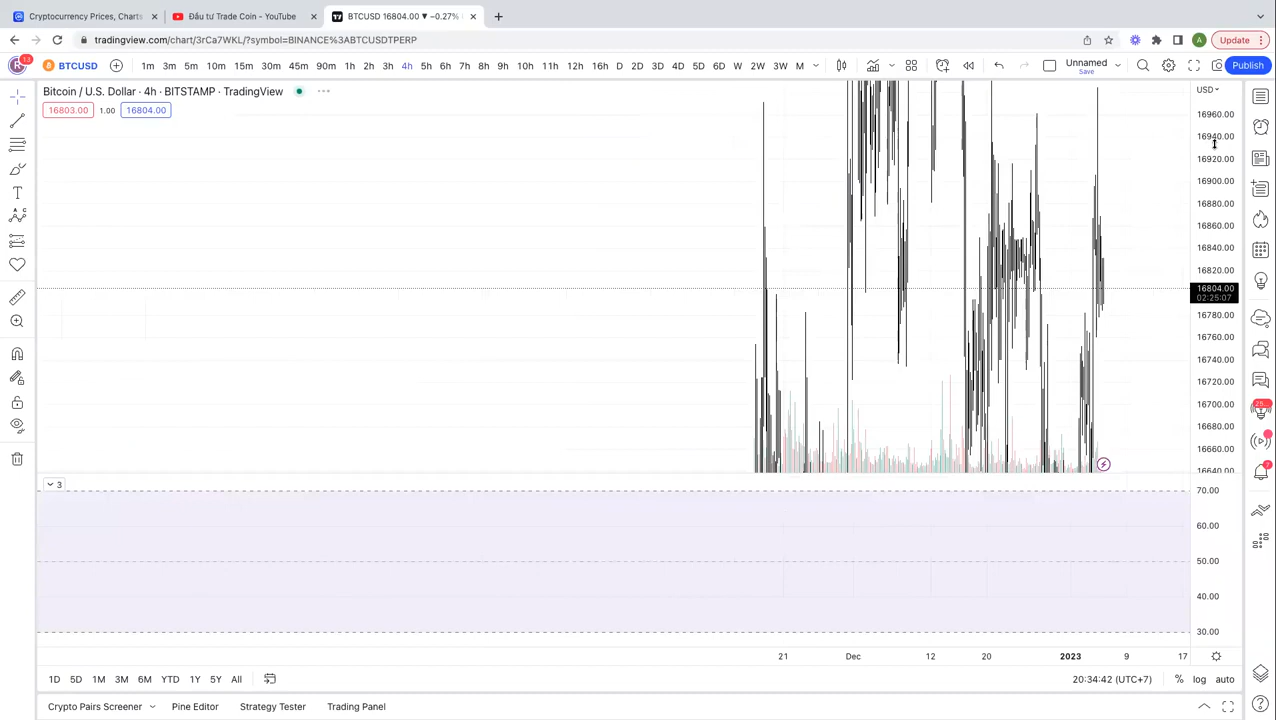 Cryptocurrency Prices, Charts
Đầu tư Trade Coin - YouTube
BTCUSD 16804.00 ▼ −0.27%
tradingview.com/chart/3rCa7WKL/?symbol=BINANCE%3ABTCUSDTPERP
A
Update
13
BTCUSD
1m 3m 5m 10m 15m 30m 45m 90m 1h 2h 3h 4h 5h 6h 7h 8h 9h 10h 11h 12h 16h D 2D 3D 4D 5D 6D W 2W 3W M
Unnamed
Save
Publish
Bitcoin / U.S. Dollar · 4h · BITSTAMP · TradingView
16803.00 1.00 16804.00
USD
16960.00
16940.00
16920.00
16900.00
16880.00
16860.00
16840.00
16820.00
16804.00
02:25:07
16780.00
16760.00
16740.00
16720.00
16700.00
16680.00
16660.00
16640.00
3
70.00
60.00
50.00
40.00
30.00
21 Dec 12 20 2023 9 17
1D 5D 1M 3M 6M YTD 1Y 5Y All
20:34:42 (UTC+7) % log auto
Crypto Pairs Screener Pine Editor Strategy Tester Trading Panel
7